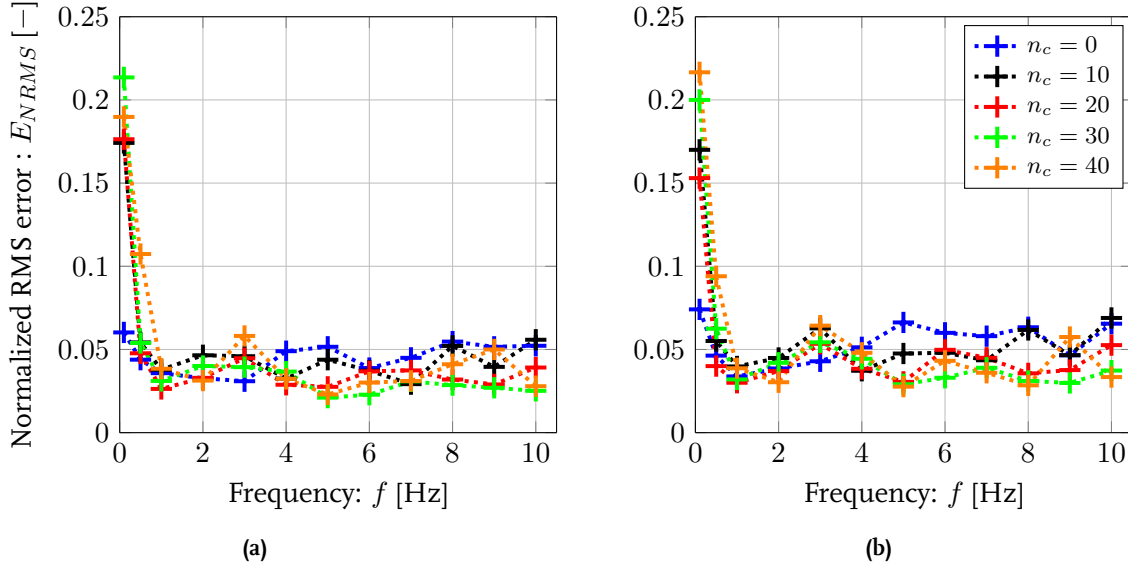 Normalized RMS error : E_{NRMS} [−]
0.25
0.2
0.15
0.1
0.05
0
0 2 4 6 8 10
Frequency: f [Hz]
(a)
0.25
0.2
0.15
0.1
0.05
0
0 2 4 6 8 10
Frequency: f [Hz]
(b)
n_c = 0
n_c = 10
n_c = 20
n_c = 30
n_c = 40